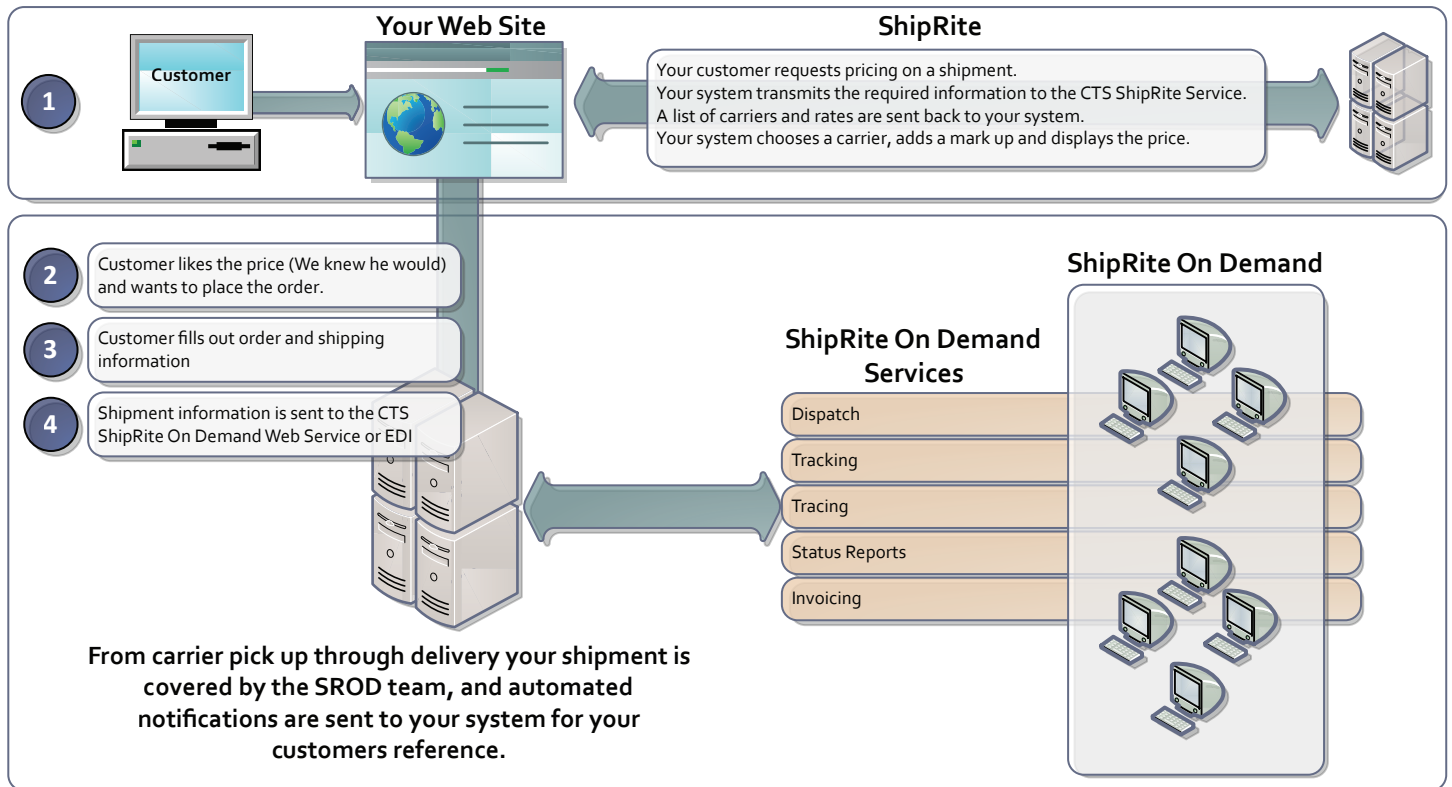 Your Web Site
ShipRite
1
Customer
Your customer requests pricing on a shipment.
Your system transmits the required information to the CTS ShipRite Service.
A list of carriers and rates are sent back to your system.
Your system chooses a carrier, adds a mark up and displays the price.
2
Customer likes the price (We knew he would)
and wants to place the order.
3
Customer fills out order and shipping
information
4
Shipment information is sent to the CTS
ShipRite On Demand Web Service or EDI
ShipRite On Demand
ShipRite On Demand
Services
Dispatch
Tracking
Tracing
Status Reports
Invoicing
From carrier pick up through delivery your shipment is
covered by the SROD team, and automated
notifications are sent to your system for your
customers reference.